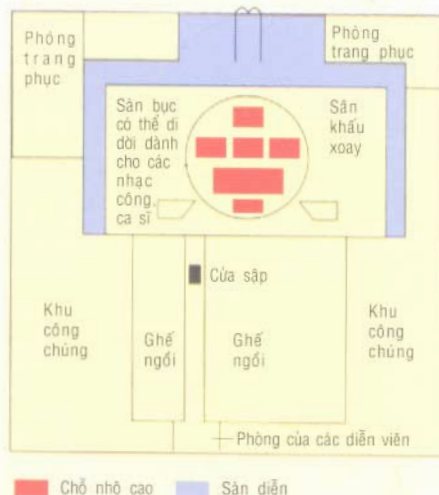 Phòng
trang
phục
Phòng
trang phục
Sàn bục
có thể di
dời dành
cho các
nhạc
công,
ca sĩ
Sân
khấu
xoay
Cửa sập
Khu
công
chúng
Ghế
ngồi
Ghế
ngồi
Khu
công
chúng
Phòng của các diễn viên
Chỗ nhô cao
Sàn diễn